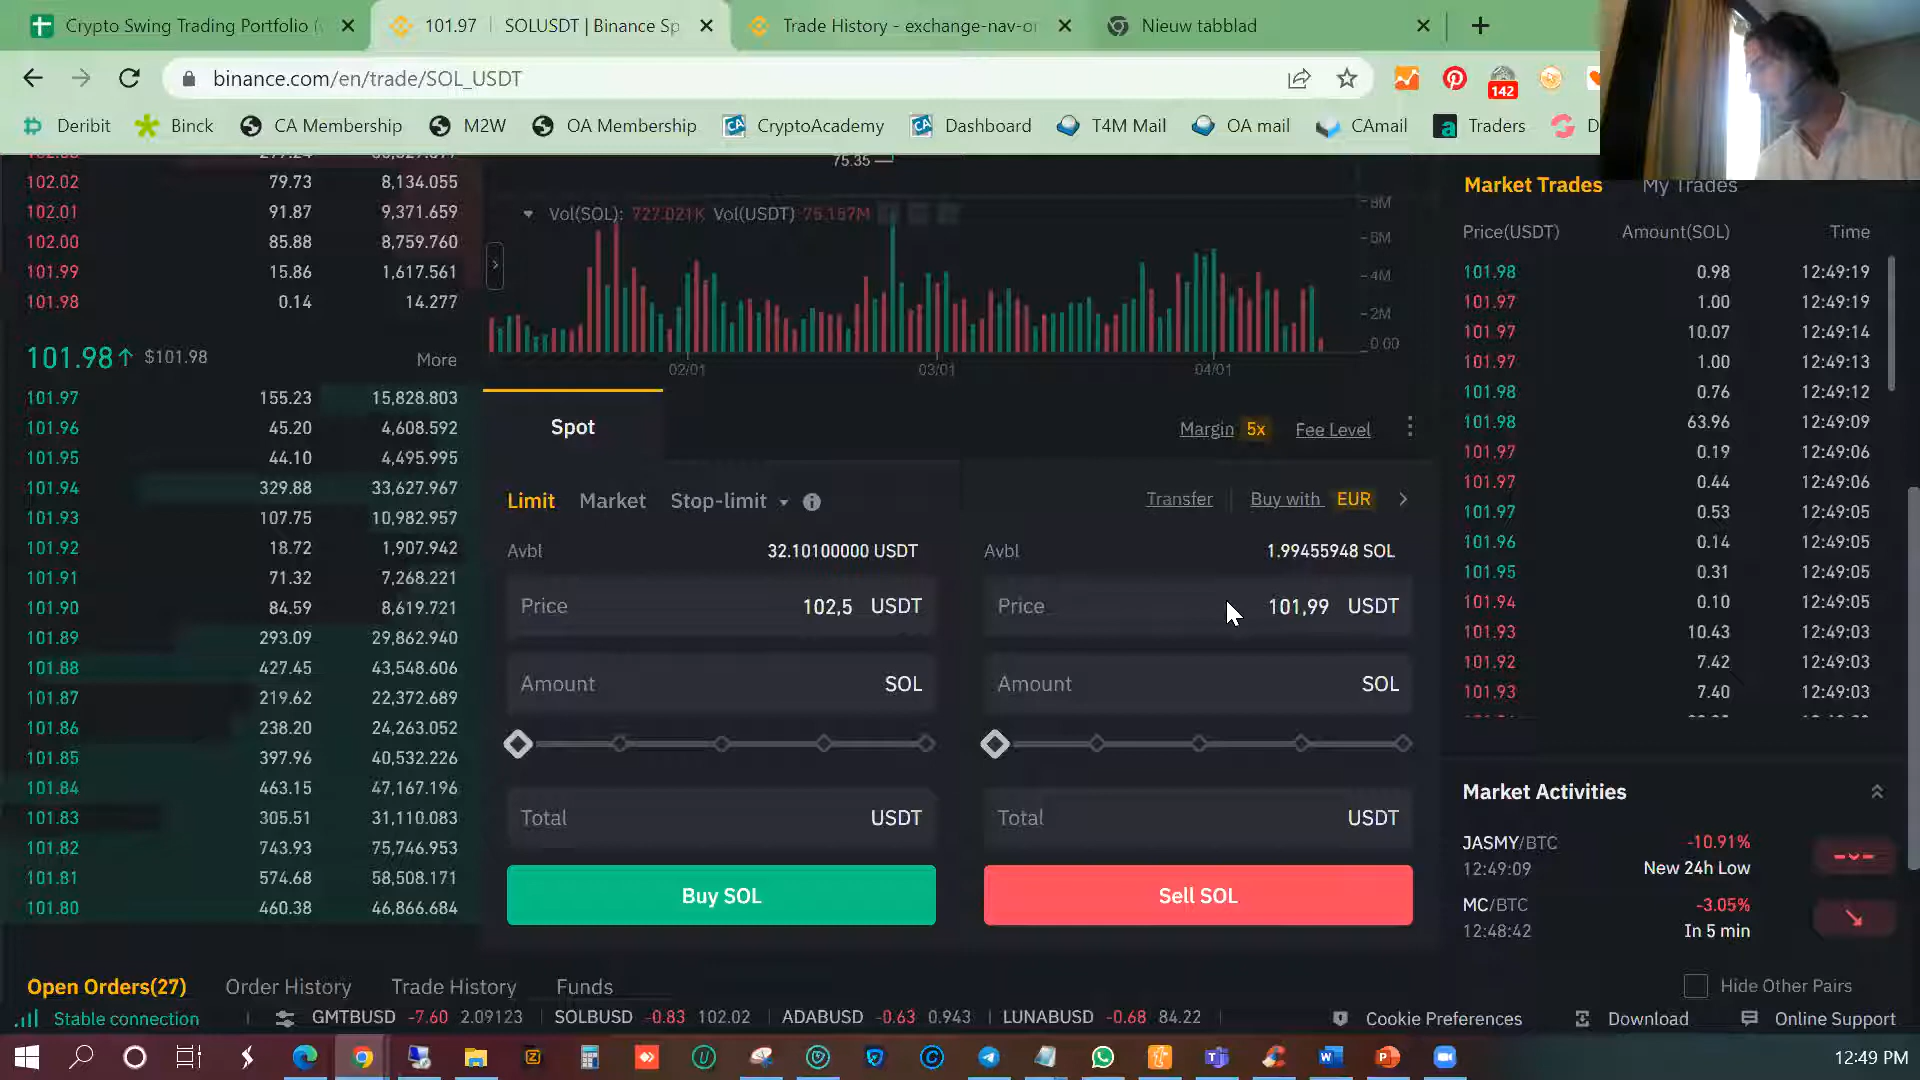 Crypto Swing Trading Portfolio (
101.97 | SOLUSDT | Binance Sp
Trade History - exchange-nav-or
Nieuw tabblad
binance.com/en/trade/SOL_USDT
142
Deribit
Binck
CA Membership
M2W
OA Membership
CryptoAcademy
Dashboard
T4M Mail
OA mail
CAmail
Traders
D
102.02 79.73 8,134.055
102.01 91.87 9,371.659
102.00 85.88 8,759.760
101.99 15.86 1,617.561
101.98 0.14 14.277
101.98↑ $101.98 More
101.97 155.23 15,828.803
101.96 45.20 4,608.592
101.95 44.10 4,495.995
101.94 329.88 33,627.967
101.93 107.75 10,982.957
101.92 18.72 1,907.942
101.91 71.32 7,268.221
101.90 84.59 8,619.721
101.89 293.09 29,862.940
101.88 427.45 43,548.606
101.87 219.62 22,372.689
101.86 238.20 24,263.052
101.85 397.96 40,532.226
101.84 463.15 47,167.196
101.83 305.51 31,110.083
101.82 743.93 75,746.953
101.81 574.68 58,508.171
101.80 460.38 46,866.684
75.35
Vol(SOL): 727.021K Vol(USDT) 75.157M
8M
6M
4M
2M
0.00
02/01 03/01 04/01
Spot
Margin 5x Fee Level
Limit Market Stop-limit
Transfer Buy with EUR
Avbl 32.10100000 USDT
Price 102,5 USDT
Amount SOL
Total USDT
Buy SOL
Avbl 1.99455948 SOL
Price 101,99 USDT
Amount SOL
Total USDT
Sell SOL
Market Trades My Trades
Price(USDT) Amount(SOL) Time
101.98 0.98 12:49:19
101.97 1.00 12:49:19
101.97 10.07 12:49:14
101.97 1.00 12:49:13
101.98 0.76 12:49:12
101.98 63.96 12:49:09
101.97 0.19 12:49:06
101.97 0.44 12:49:06
101.97 0.53 12:49:05
101.96 0.14 12:49:05
101.95 0.31 12:49:05
101.94 0.10 12:49:05
101.93 10.43 12:49:03
101.92 7.42 12:49:03
101.93 7.40 12:49:03
Market Activities
JASMY/BTC -10.91%
12:49:09 New 24h Low
MC/BTC -3.05%
12:48:42 In 5 min
Open Orders(27) Order History Trade History Funds
Hide Other Pairs
Stable connection
GMTBUSD -7.60 2.09123
SOLBUSD -0.83 102.02
ADABUSD -0.63 0.943
LUNABUSD -0.68 84.22
Cookie Preferences
Download
Online Support
12:49 PM